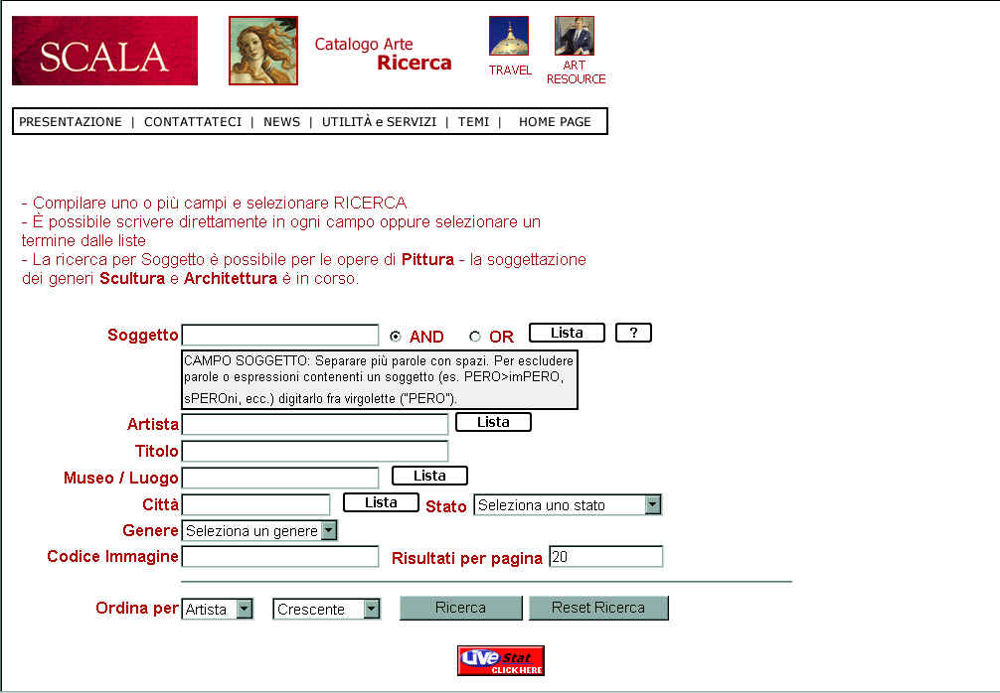 SCALA
Catalogo Arte
Ricerca
TRAVEL
ART
RESOURCE
PRESENTAZIONE | CONTATTATECI | NEWS | UTILITÀ e SERVIZI | TEMI | HOME PAGE
- Compilare uno o più campi e selezionare RICERCA
- È possibile scrivere direttamente in ogni campo oppure selezionare un
termine dalle liste
- La ricerca per Soggetto è possibile per le opere di Pittura - la soggettazione
dei generi Scultura e Architettura è in corso.
Soggetto AND OR Lista ?
CAMPO SOGGETTO: Separare più parole con spazi. Per escludere
parole o espressioni contenenti un soggetto (es. PERO>imPERO,
sPEROni, ecc.) digitarlo fra virgolette ("PERO").
Artista Lista
Titolo
Museo / Luogo Lista
Città Lista Stato Seleziona uno stato
Genere Seleziona un genere
Codice Immagine Risultati per pagina 20
Ordina per Artista Crescente Ricerca Reset Ricerca
LIVE Stat
CLICK HERE